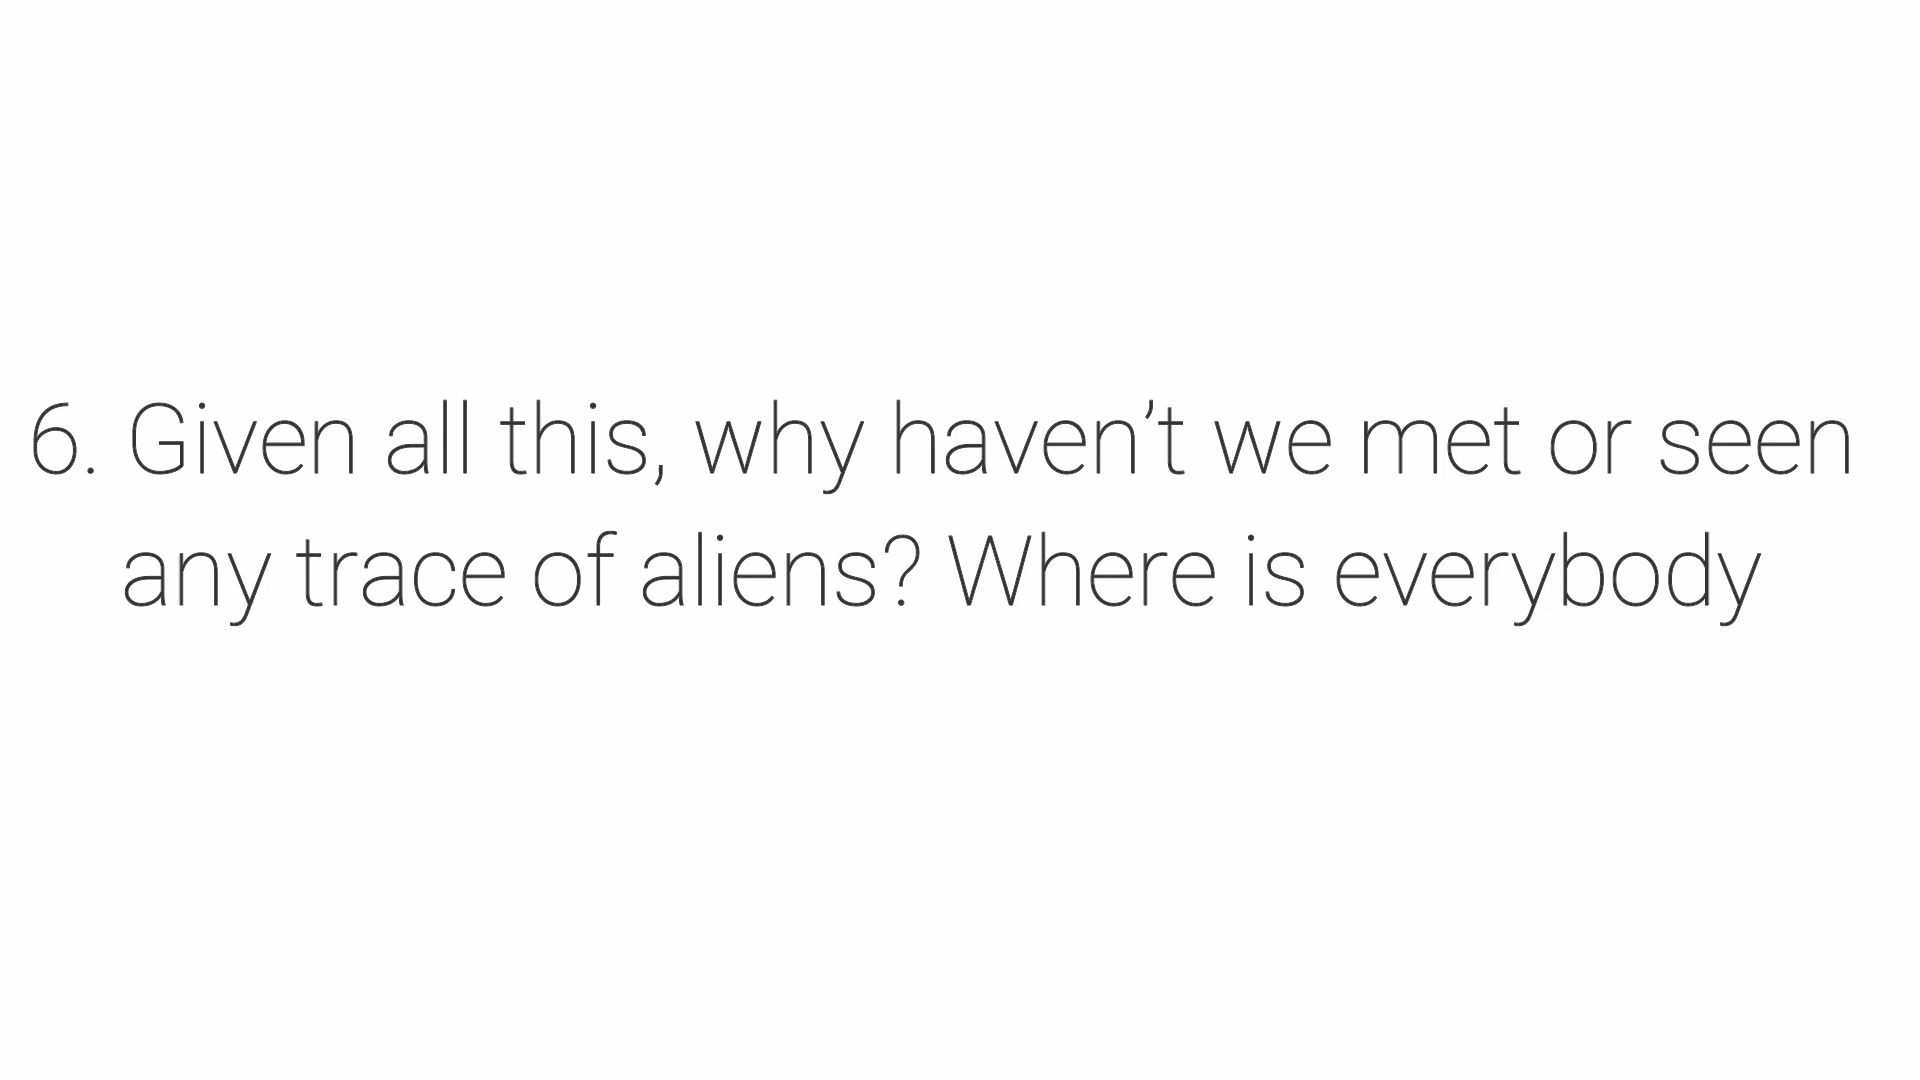 6. Given all this, why haven’t we met or seen
any trace of aliens? Where is everybody